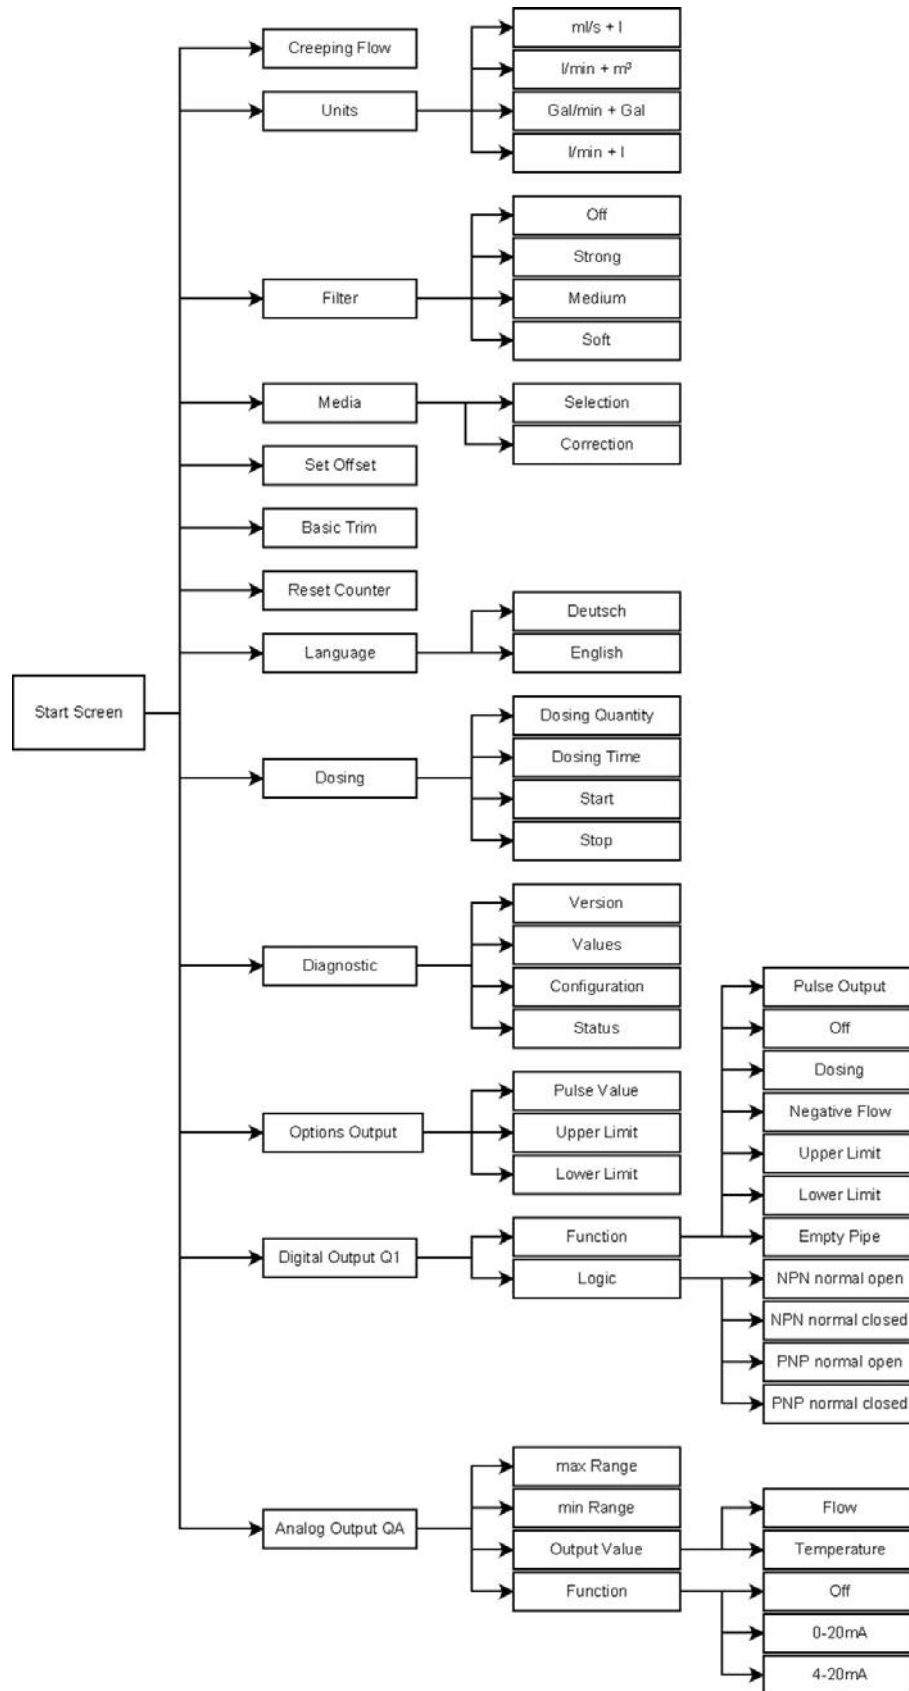 Start Screen
Creeping Flow
Units
ml/s + l
l/min + m³
Gal/min + Gal
l/min + l
Filter
Off
Strong
Medium
Soft
Media
Selection
Correction
Set Offset
Basic Trim
Reset Counter
Language
Deutsch
English
Dosing
Dosing Quantity
Dosing Time
Start
Stop
Diagnostic
Version
Values
Configuration
Status
Options Output
Pulse Value
Upper Limit
Lower Limit
Digital Output Q1
Function
Pulse Output
Off
Dosing
Negative Flow
Upper Limit
Lower Limit
Empty Pipe
Logic
NPN normal open
NPN normal closed
PNP normal open
PNP normal closed
Analog Output QA
max Range
min Range
Output Value
Flow
Temperature
Function
Off
0-20mA
4-20mA